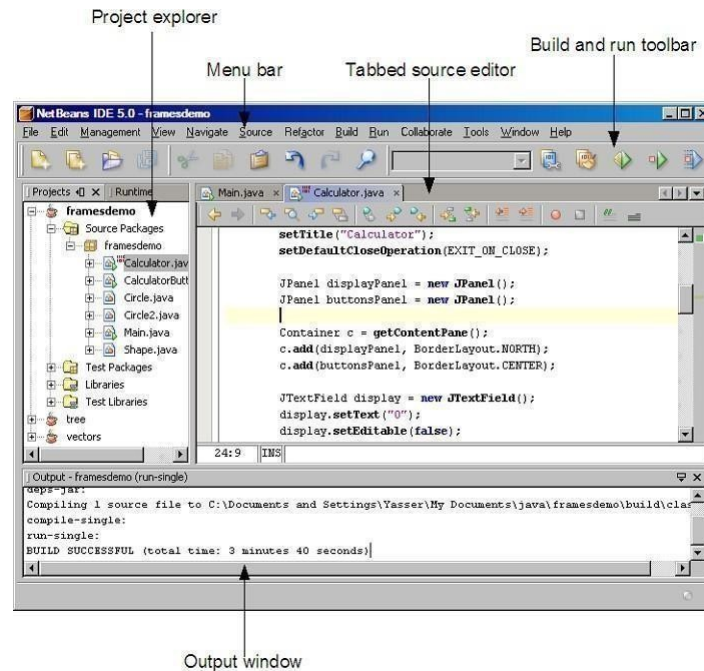 Project explorer
Build and run toolbar
Menu bar
Tabbed source editor
NetBeans IDE 5.0 - framesdemo
File Edit Management View Navigate Source Refactor Build Run Collaborate Tools Window Help
Projects
Runtime
Main.java
Calculator.java
framesdemo
Source Packages
framesdemo
Calculator.jav
CalculatorButt
Circle.java
Circle2.java
Main.java
Shape.java
Test Packages
Libraries
Test Libraries
tree
vectors
setTitle("Calculator");
setDefaultCloseOperation(EXIT_ON_CLOSE);
JPanel displayPanel = new JPanel();
JPanel buttonsPanel = new JPanel();
Container c = getContentPane();
c.add(displayPanel, BorderLayout.NORTH);
c.add(buttonsPanel, BorderLayout.CENTER);
JTextField display = new JTextField();
display.setText("0");
display.setEditable(false);
24:9 INS
Output - framesdemo (run-single)
deps-jar:
Compiling 1 source file to C:\Documents and Settings\Yasser\My Documents\java\framesdemo\build\clas
compile-single:
run-single:
BUILD SUCCESSFUL (total time: 3 minutes 40 seconds)
Output window